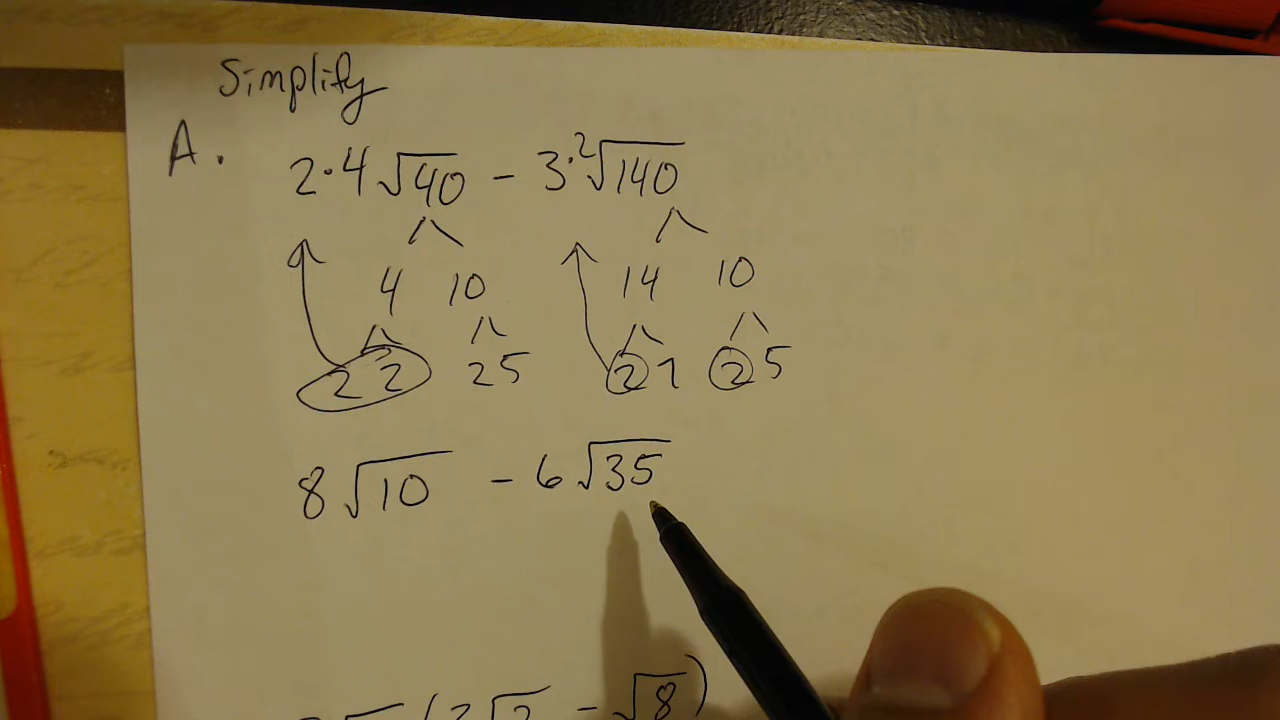 Simplify
A. 2·4√40 - 3·2√140
4 10 14 10
2 2 2 5 2 7 2 5
8√10 - 6√35
- √8)